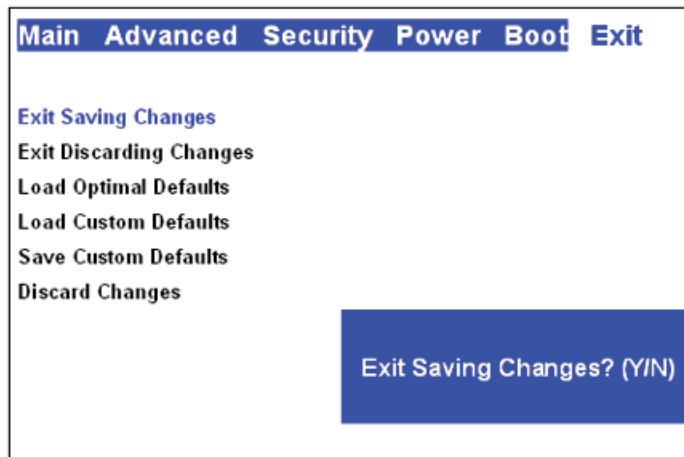 Main Advanced Security Power Boot Exit
Exit Saving Changes
Exit Discarding Changes
Load Optimal Defaults
Load Custom Defaults
Save Custom Defaults
Discard Changes
Exit Saving Changes? (Y/N)